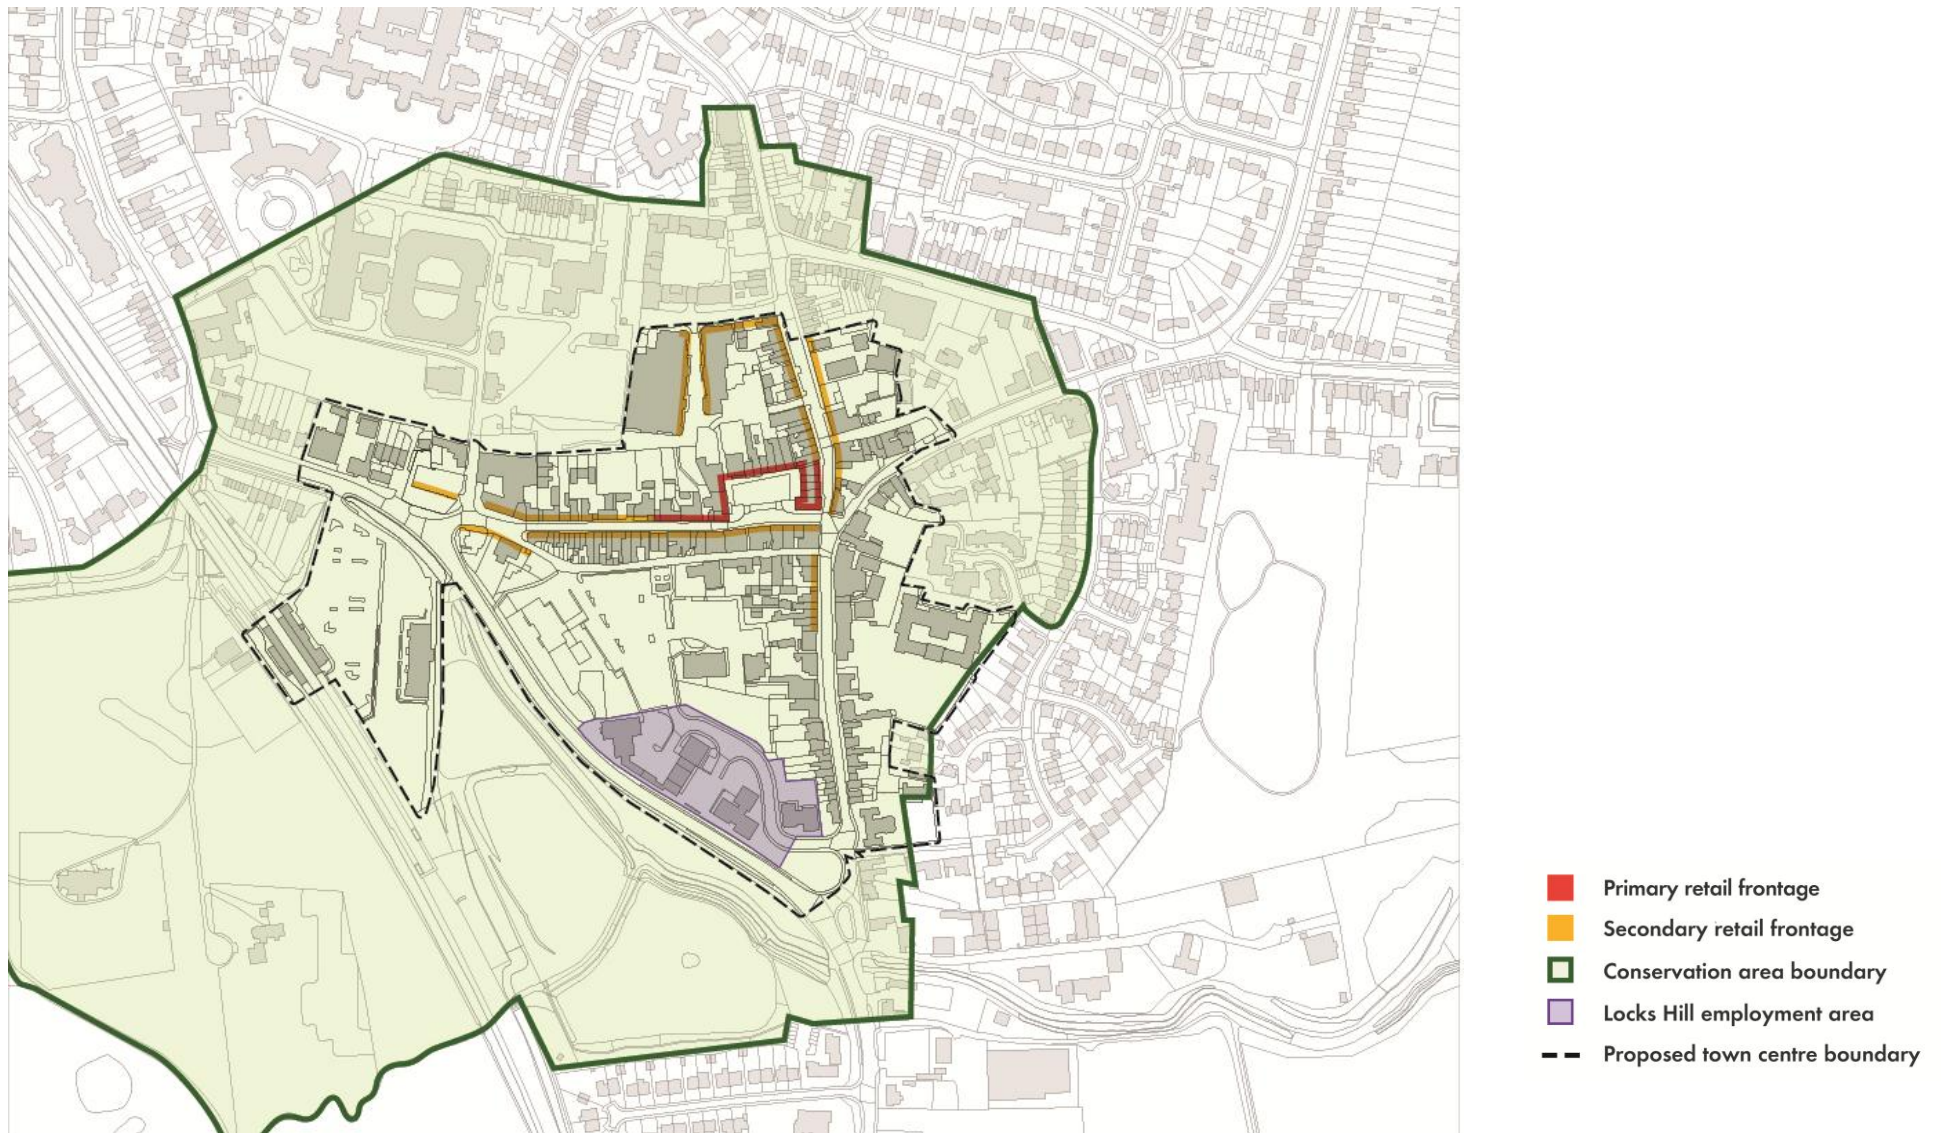 Primary retail frontage
Secondary retail frontage
Conservation area boundary
Locks Hill employment area
Proposed town centre boundary